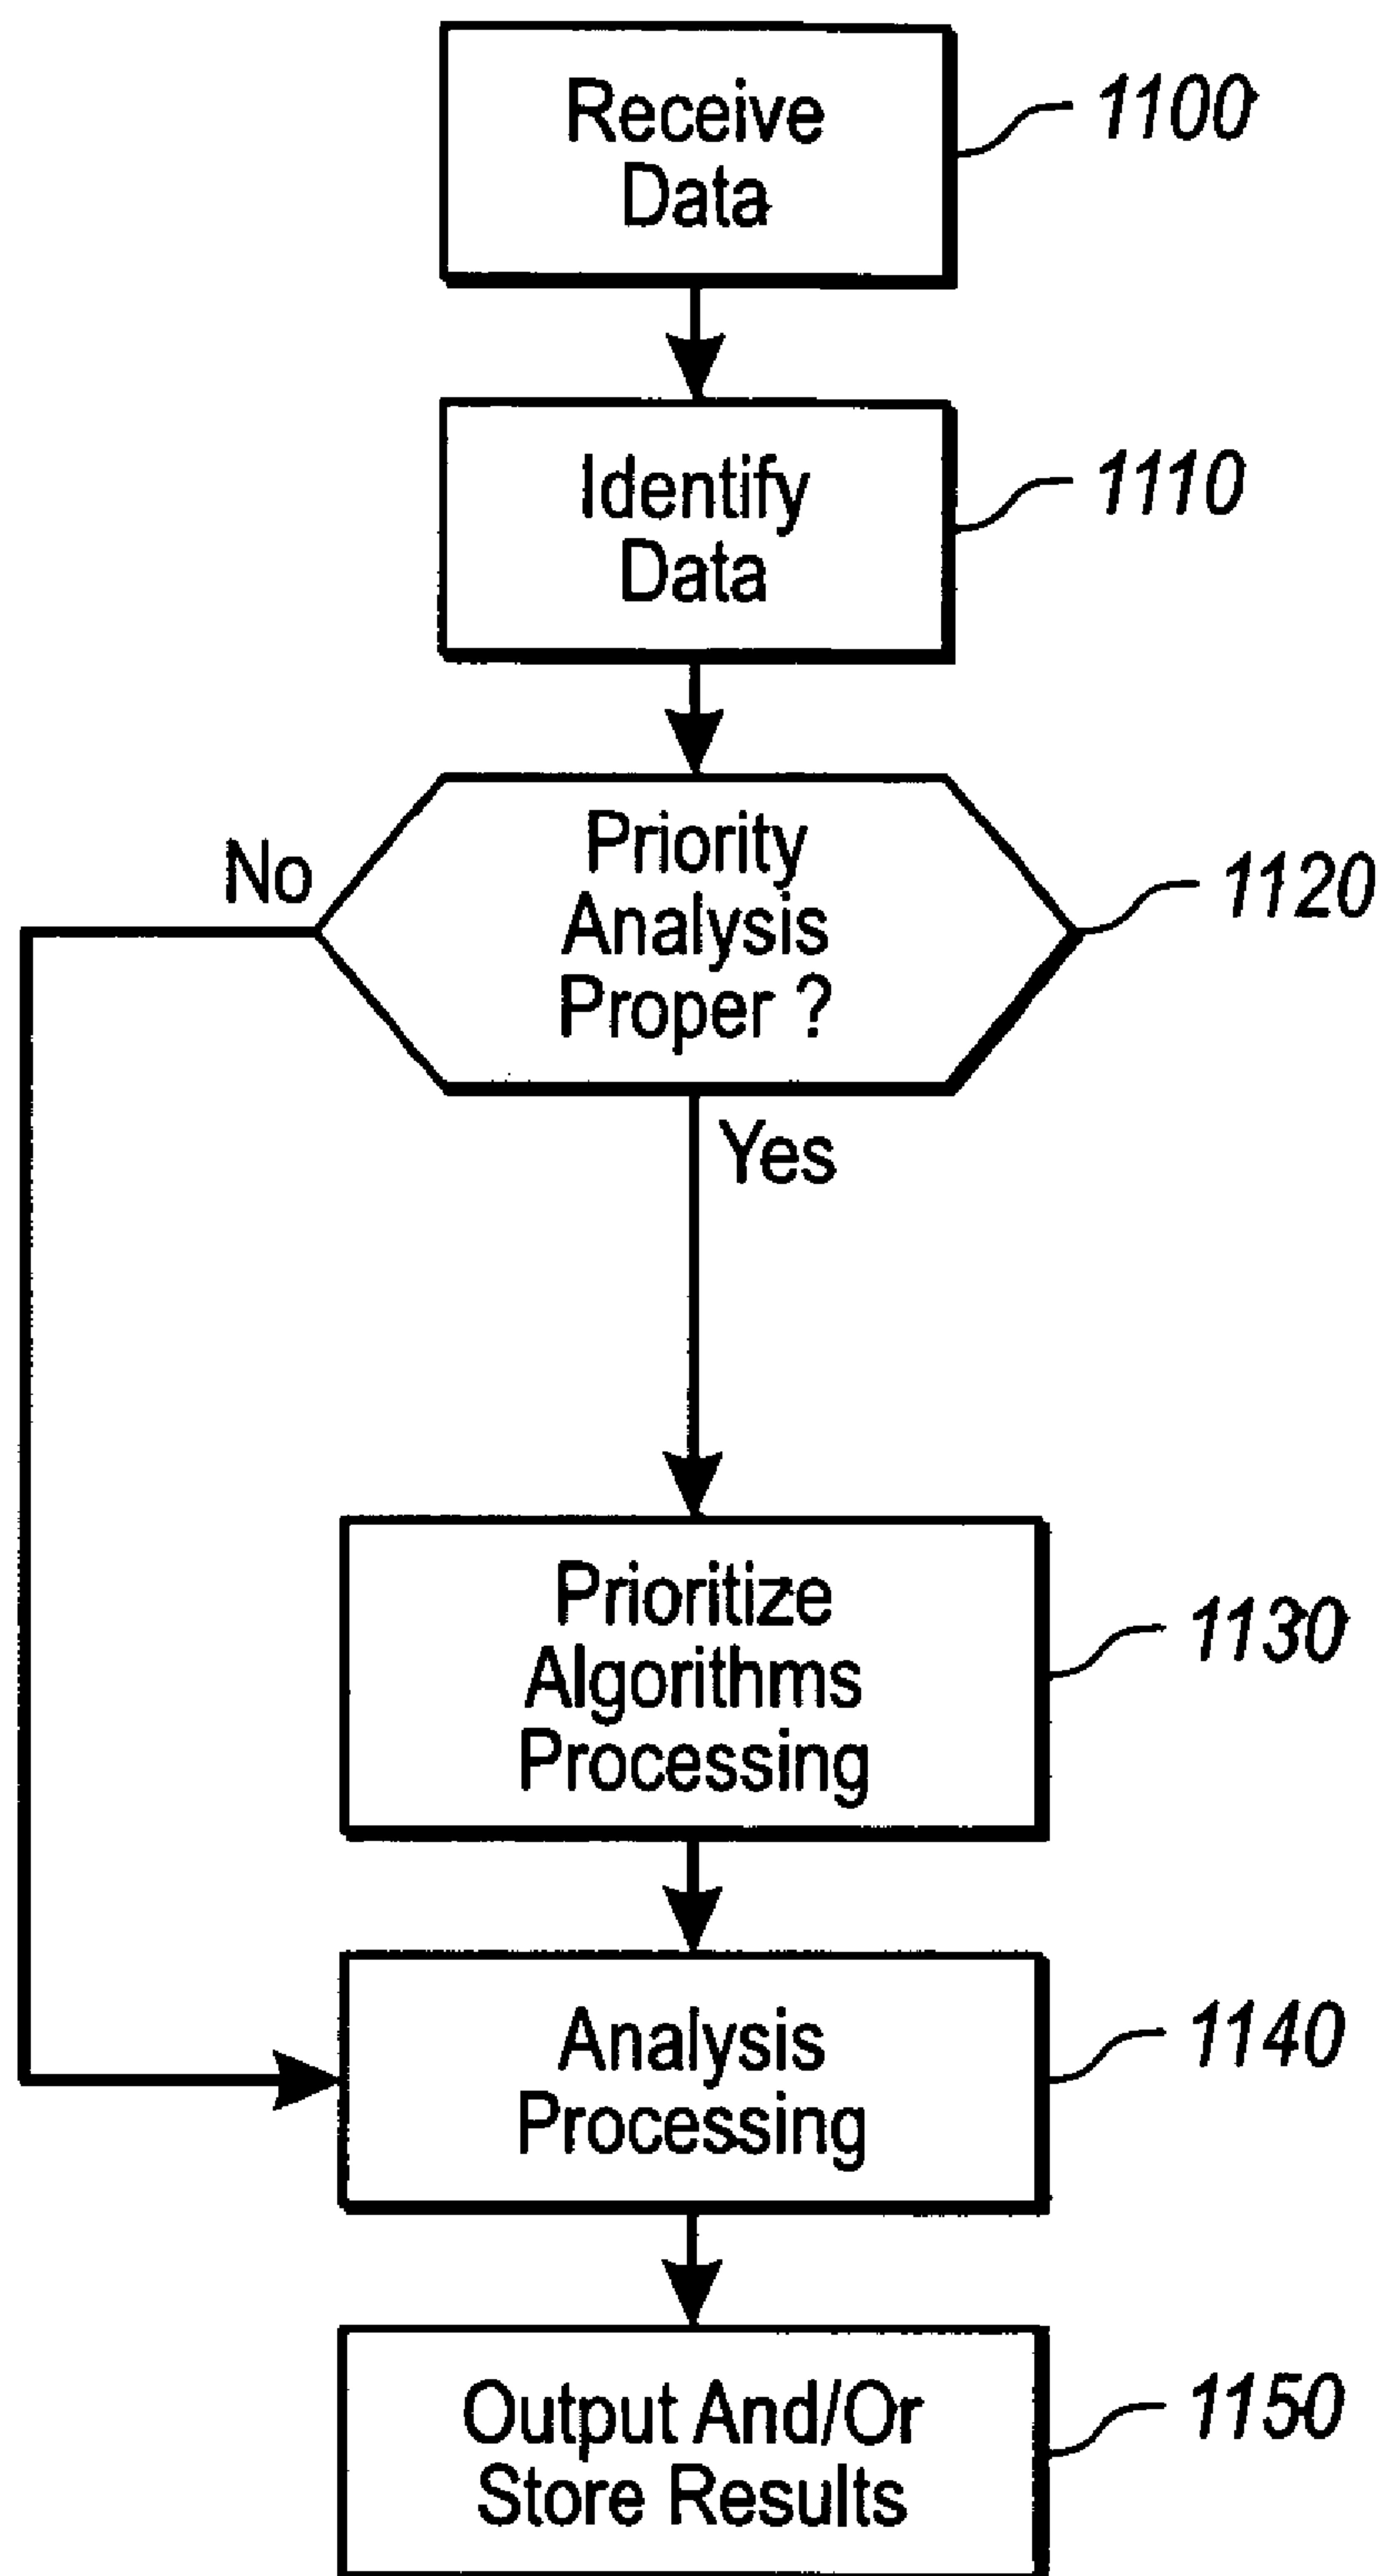 Receive
Data
1100
Identify
Data
1110
Priority
Analysis
Proper ?
1120
No
Yes
Prioritize
Algorithms
Processing
1130
Analysis
Processing
1140
Output And/Or
Store Results
1150